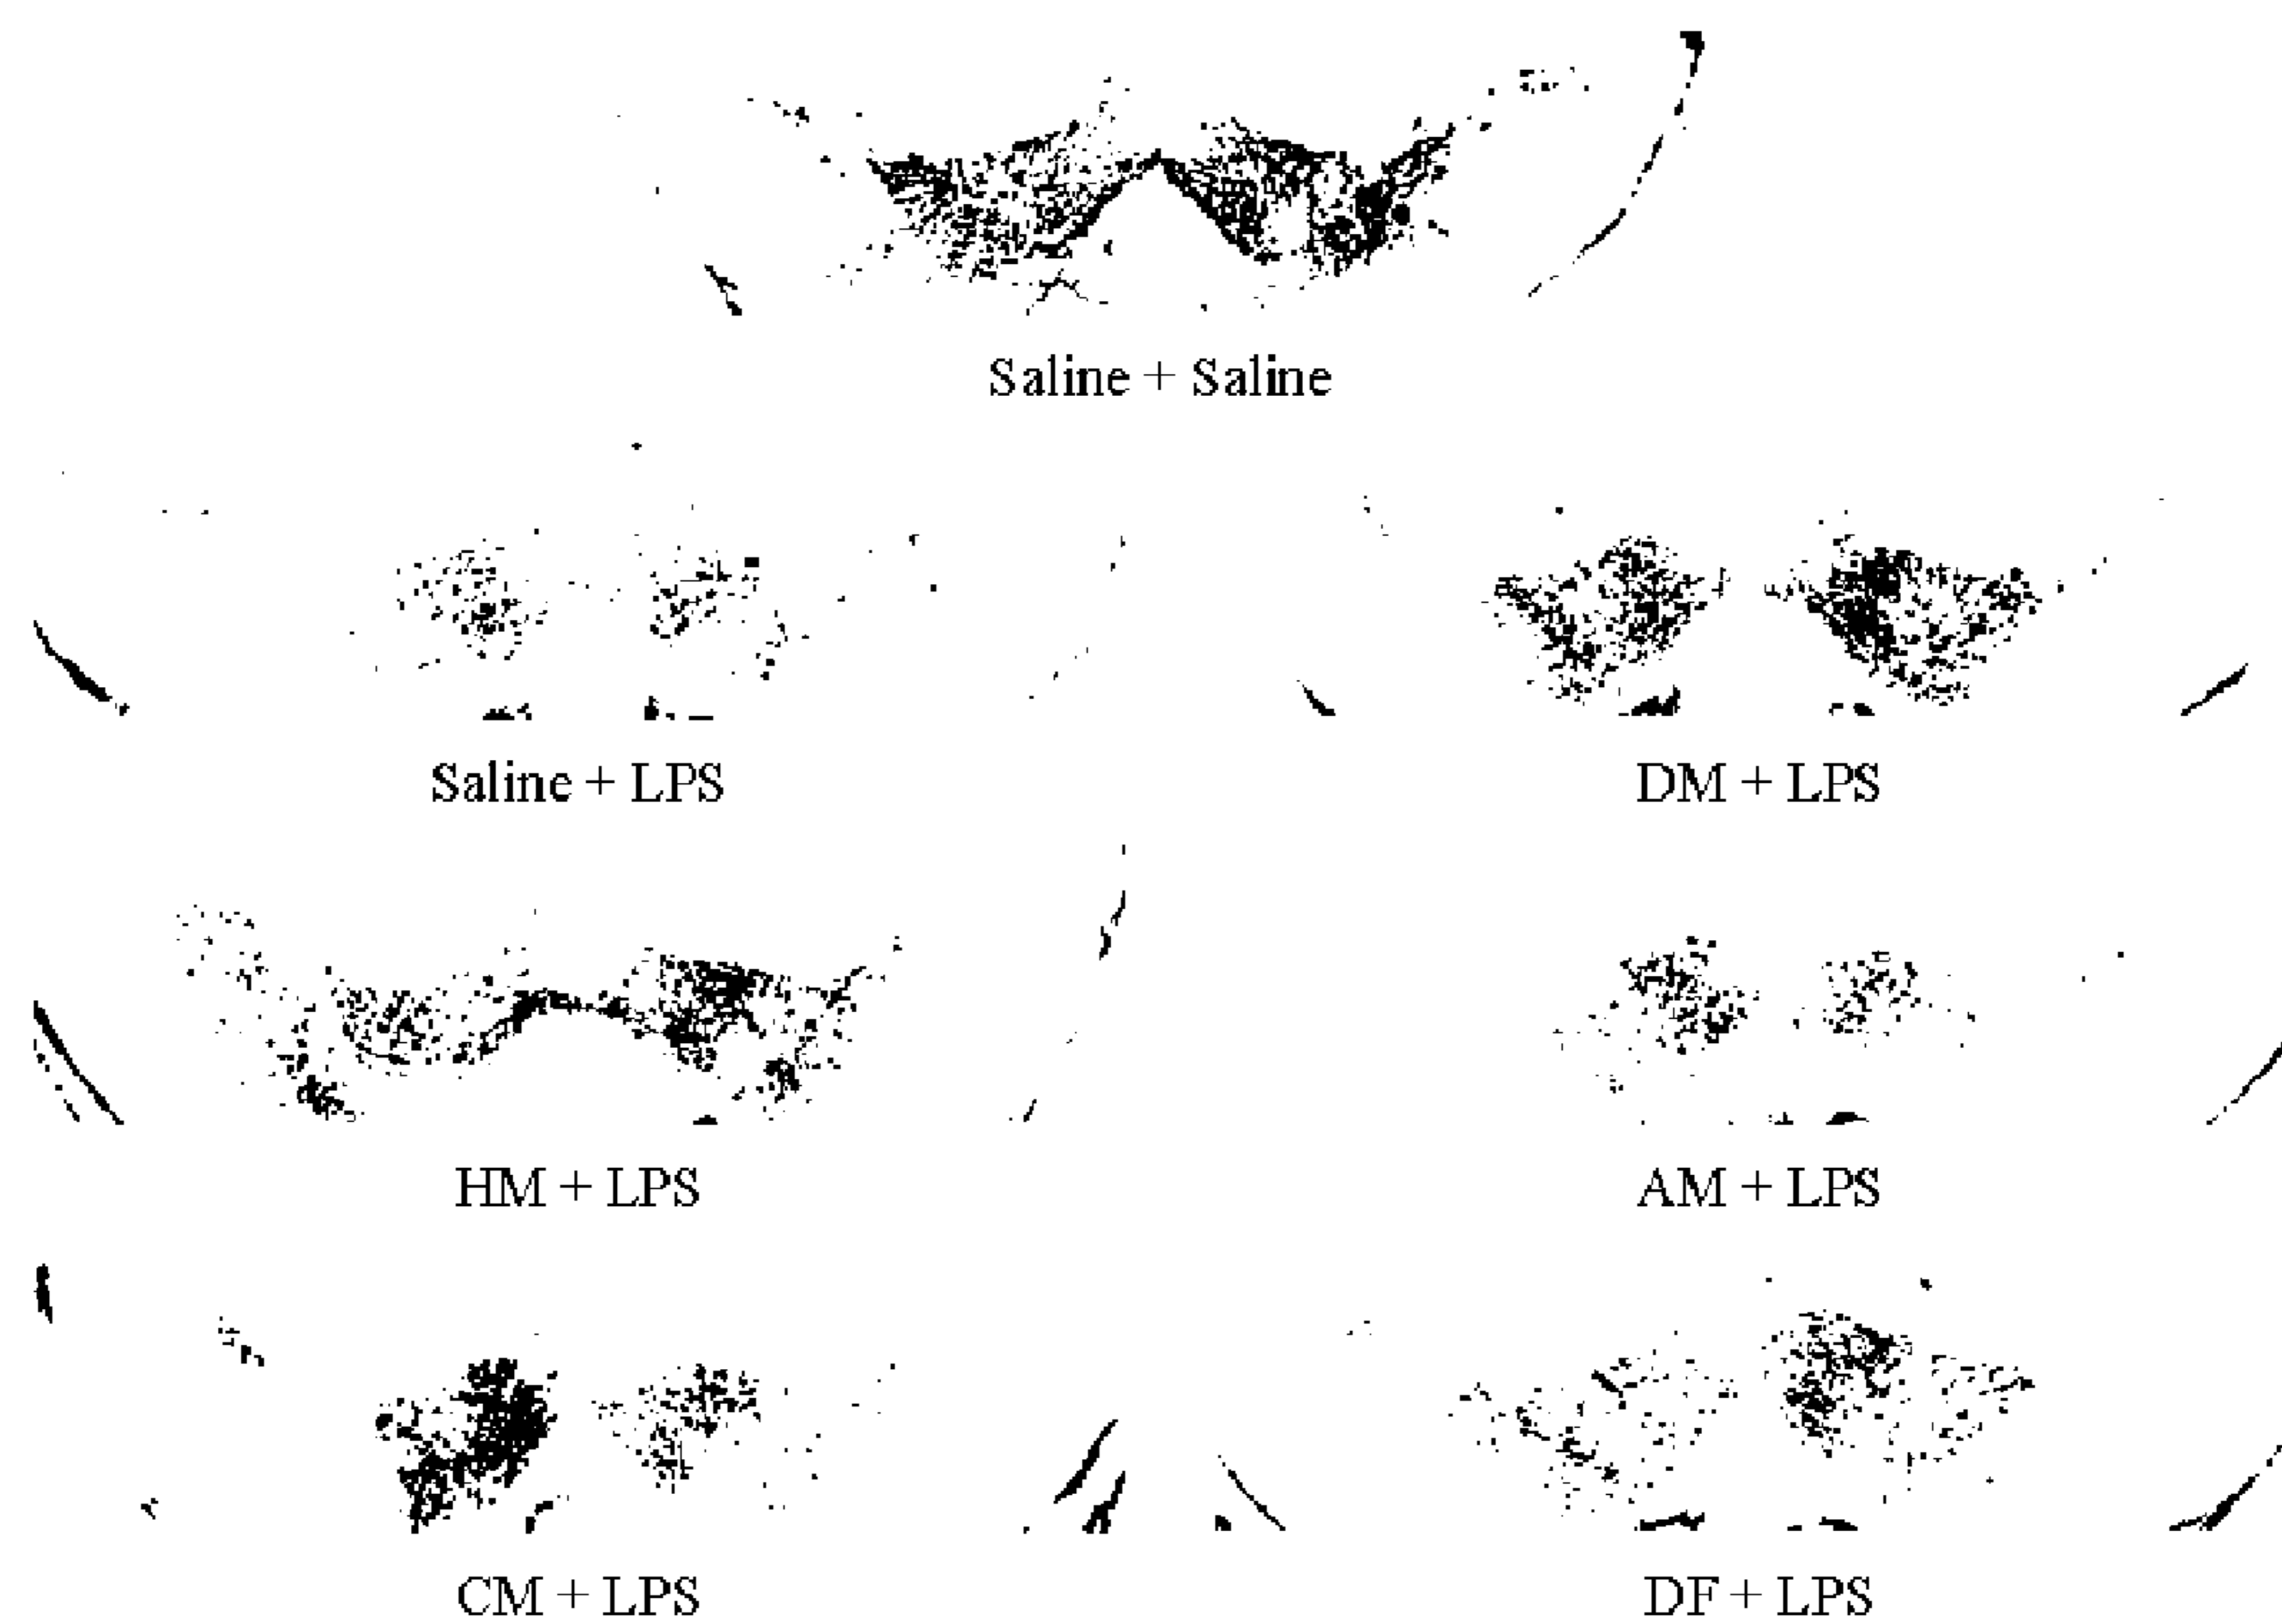 Saline + Saline
Saline + LPS
DM + LPS
HM + LPS
AM + LPS
CM + LPS
DF + LPS